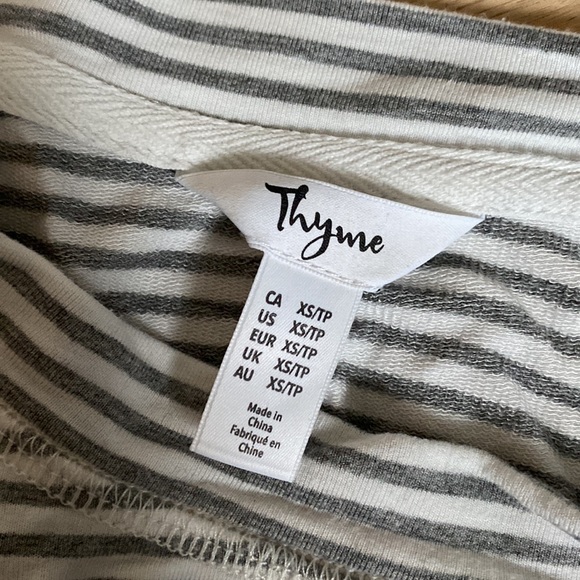 Thyme
CA XS/TP
US XS/TP
EUR XS/TP
UK XS/TP
AU XS/TP
Made in
China
Fabriqué en
Chine